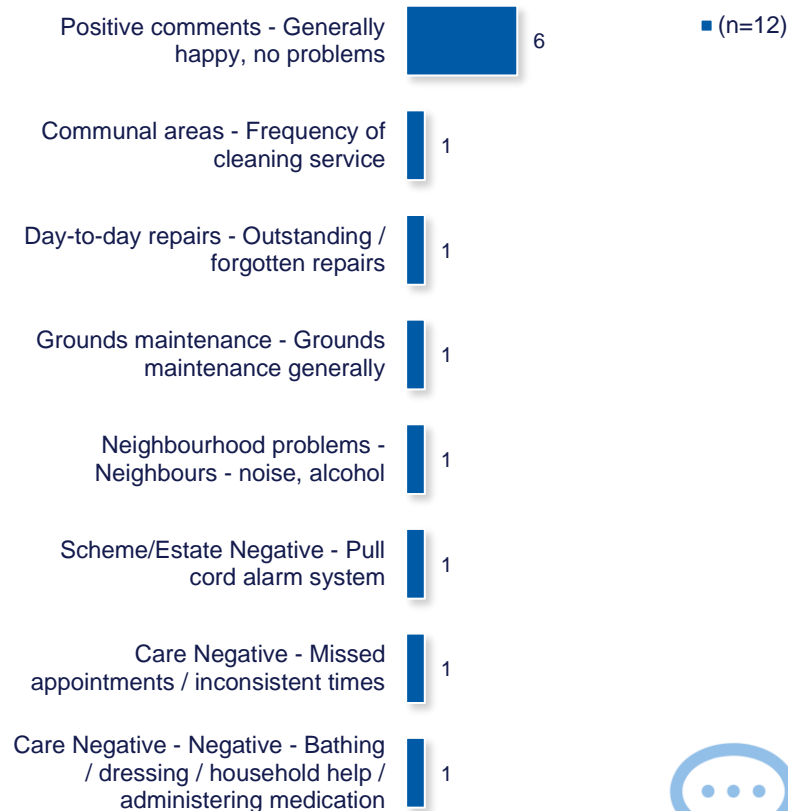 Positive comments - Generally happy, no problems
6
(n=12)
Communal areas - Frequency of cleaning service
1
Day-to-day repairs - Outstanding / forgotten repairs
1
Grounds maintenance - Grounds maintenance generally
1
Neighbourhood problems - Neighbours - noise, alcohol
1
Scheme/Estate Negative - Pull cord alarm system
1
Care Negative - Missed appointments / inconsistent times
1
Care Negative - Negative - Bathing / dressing / household help / administering medication
1